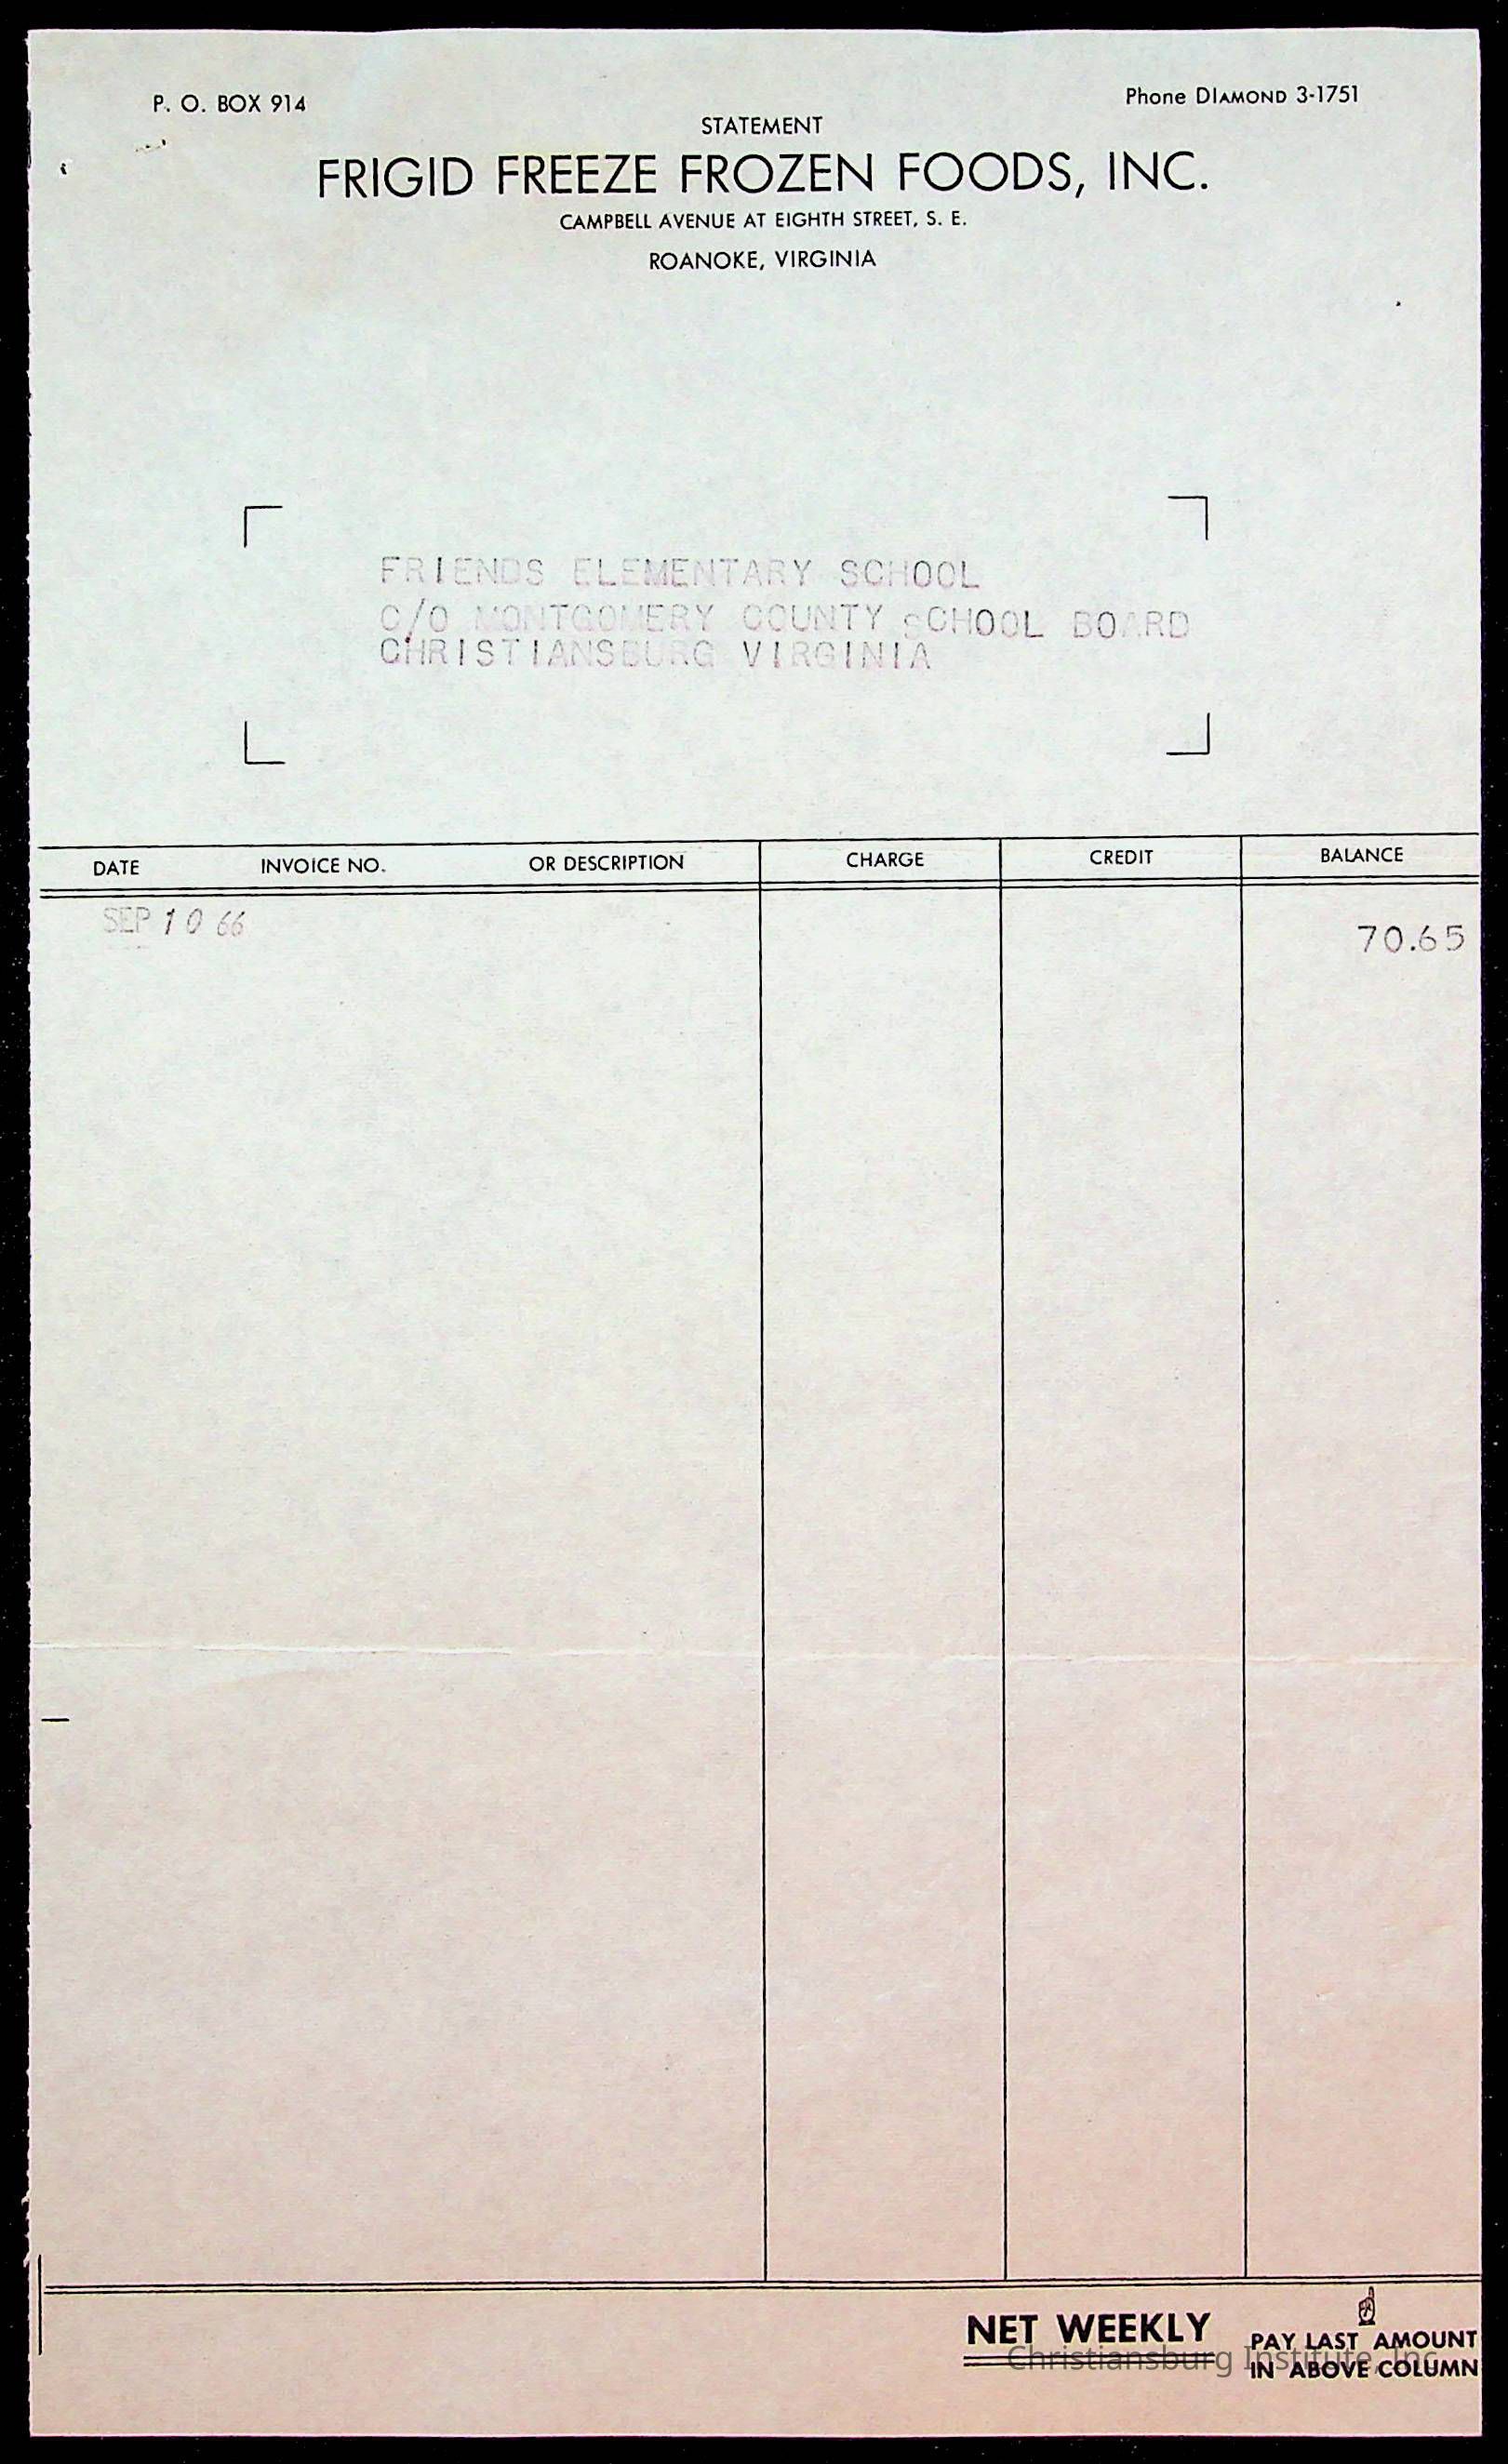 P. O. BOX 914
Phone DIAMOND 3-1751
STATEMENT
FRIGID FREEZE FROZEN FOODS, INC.
CAMPBELL AVENUE AT EIGHTH STREET, S. E.
ROANOKE, VIRGINIA
FRIENDS ELEMENTARY SCHOOL
C/O MONTGOMERY COUNTY SCHOOL BOARD
CHRISTIANSBURG VIRGINIA
DATE INVOICE NO. OR DESCRIPTION CHARGE CREDIT BALANCE
SEP 10 66 70.65
NET WEEKLY
PAY LAST AMOUNT
IN ABOVE COLUMN
Christiansburg Institute, Inc.